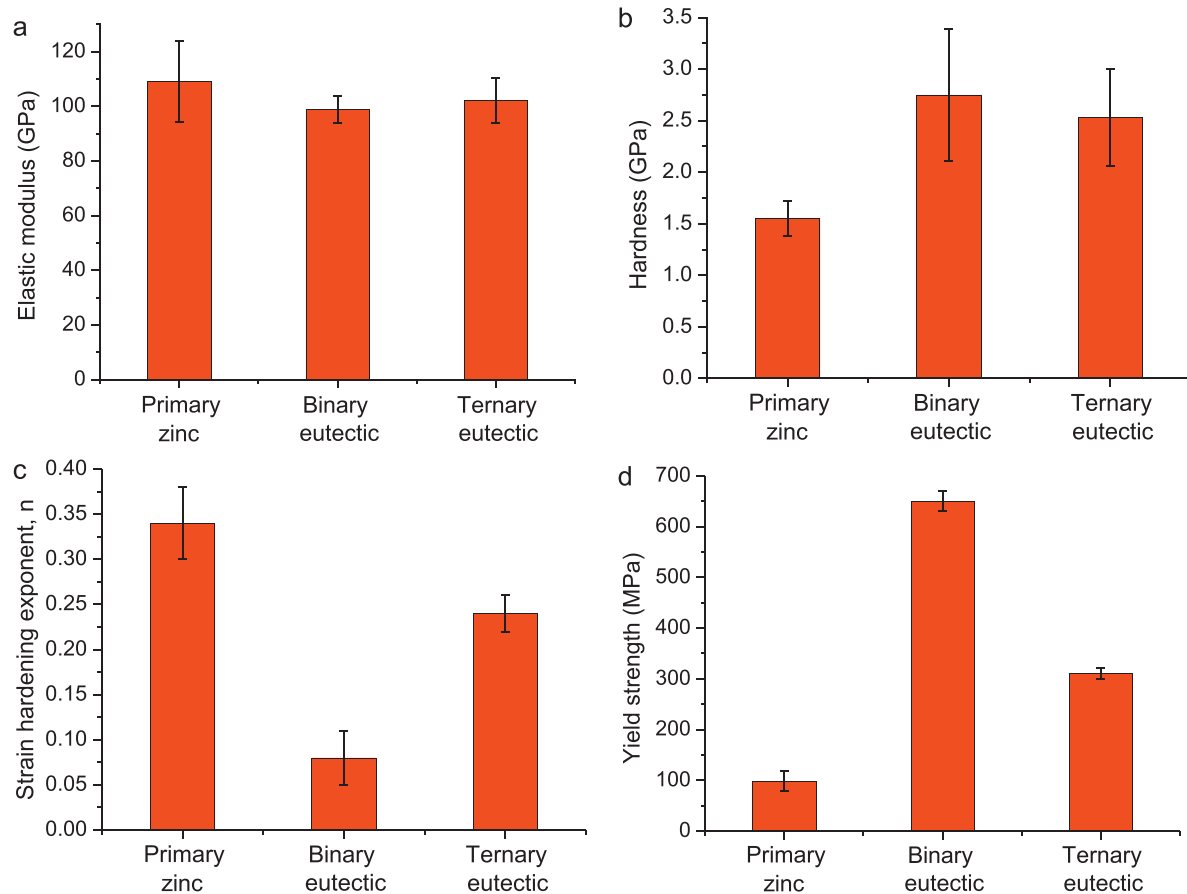 a
Elastic modulus (GPa)
120
100
80
60
40
20
0
Primary zinc
Binary eutectic
Ternary eutectic
b
Hardness (GPa)
3.5
3.0
2.5
2.0
1.5
1.0
0.5
0.0
Primary zinc
Binary eutectic
Ternary eutectic
c
Strain hardening exponent, n
0.40
0.35
0.30
0.25
0.20
0.15
0.10
0.05
0.00
Primary zinc
Binary eutectic
Ternary eutectic
d
Yield strength (MPa)
700
600
500
400
300
200
100
0
Primary zinc
Binary eutectic
Ternary eutectic